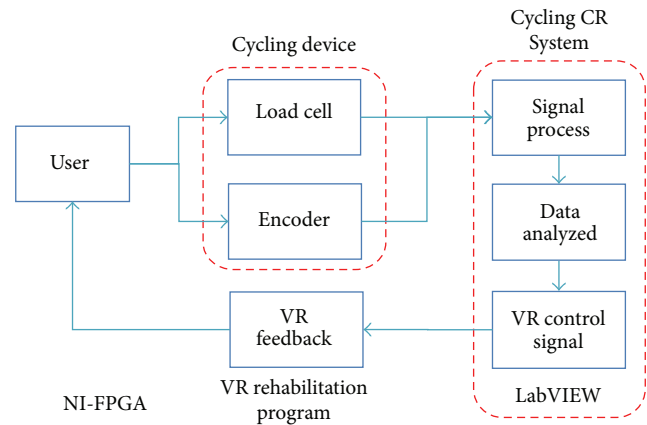 Cycling device
Cycling CR
System
Load cell
Signal
process
User
Encoder
Data
analyzed
VR
feedback
VR control
signal
NI-FPGA
VR rehabilitation
program
LabVIEW